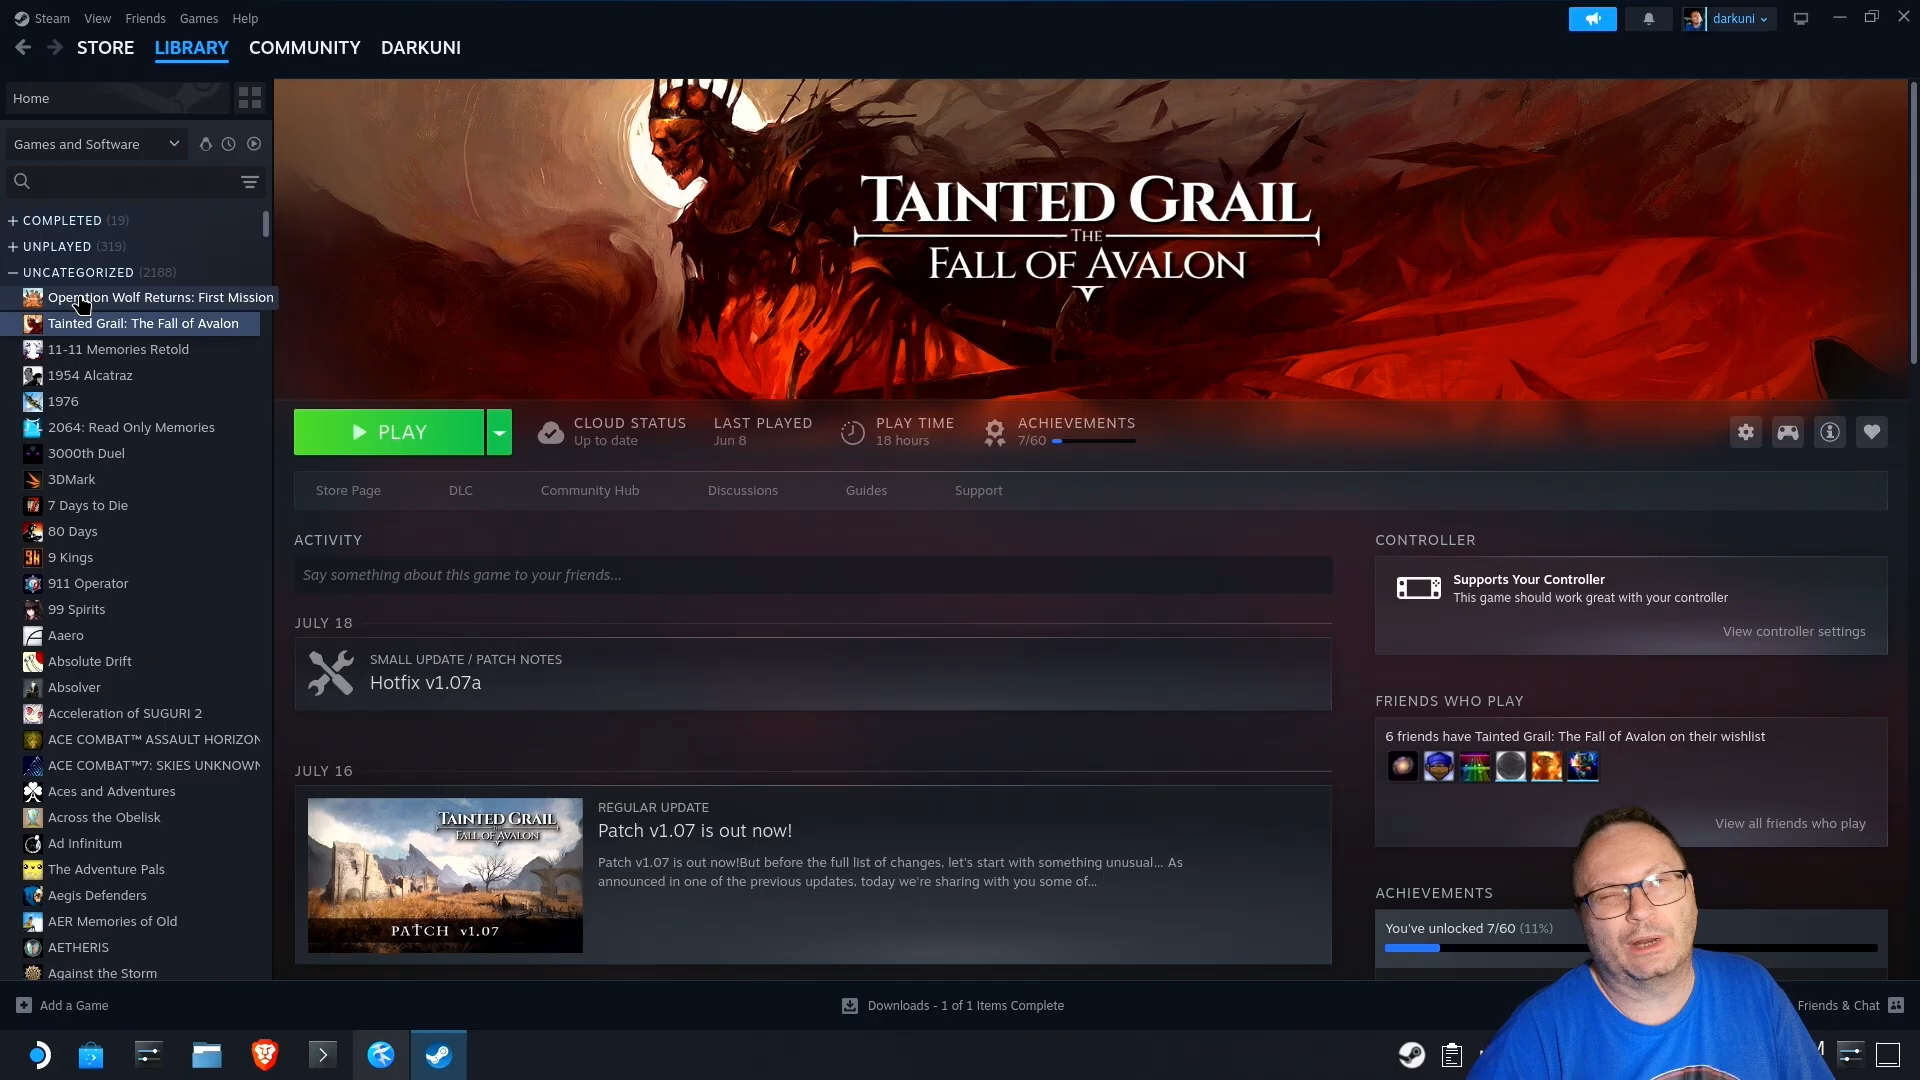 Steam View Friends Games Help
darkuni
STORE LIBRARY COMMUNITY DARKUNI
Home
Games and Software
COMPLETED (19)
UNPLAYED (319)
UNCATEGORIZED (2188)
Operation Wolf Returns: First Mission
Tainted Grail: The Fall of Avalon
11-11 Memories Retold
1954 Alcatraz
1976
2064: Read Only Memories
3000th Duel
3DMark
7 Days to Die
80 Days
9 Kings
911 Operator
99 Spirits
Aaero
Absolute Drift
Absolver
Acceleration of SUGURI 2
ACE COMBAT™ ASSAULT HORIZON
ACE COMBAT™7: SKIES UNKNOWN
Aces and Adventures
Across the Obelisk
Ad Infinitum
The Adventure Pals
Aegis Defenders
AER Memories of Old
AETHERIS
Against the Storm
TAINTED GRAIL
THE
FALL OF AVALON
PLAY
CLOUD STATUS
Up to date
LAST PLAYED
Jun 8
PLAY TIME
18 hours
ACHIEVEMENTS
7/60
Store Page DLC Community Hub Discussions Guides Support
ACTIVITY
Say something about this game to your friends...
JULY 18
SMALL UPDATE / PATCH NOTES
Hotfix v1.07a
JULY 16
TAINTED GRAIL
FALL OF AVALON
PATCH v1.07
REGULAR UPDATE
Patch v1.07 is out now!
Patch v1.07 is out now!But before the full list of changes, let's start with something unusual... As
announced in one of the previous updates, today we're sharing with you some of...
CONTROLLER
Supports Your Controller
This game should work great with your controller
View controller settings
FRIENDS WHO PLAY
6 friends have Tainted Grail: The Fall of Avalon on their wishlist
View all friends who play
ACHIEVEMENTS
You've unlocked 7/60 (11%)
Add a Game
Downloads - 1 of 1 Items Complete
Friends & Chat